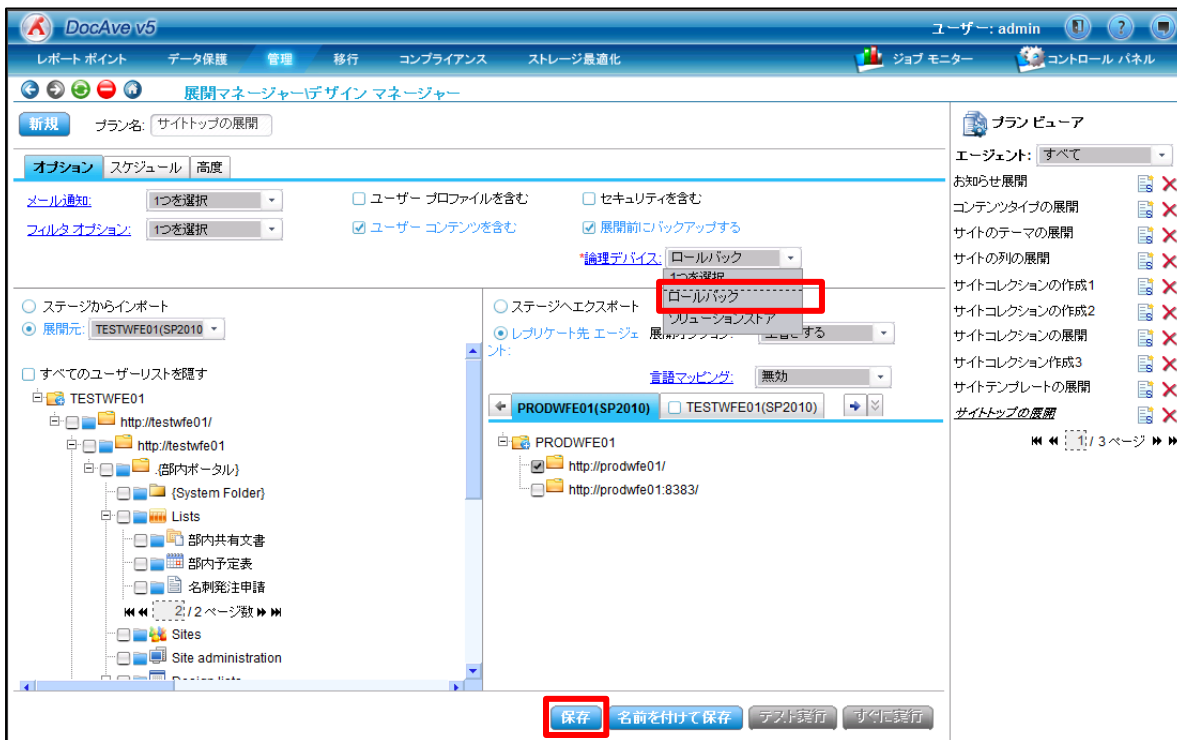 DocAve v5
ユーザー: admin
レポート ポイント データ保護 管理 移行 コンプライアンス ストレージ最適化 ジョブ モニター コントロール パネル
展開マネージャー\デザイン マネージャー
新規 プラン名: サイトトップの展開
オプション スケジュール 高度
メール通知: 1つを選択 ユーザー プロファイルを含む セキュリティを含む
フィルタ オプション: 1つを選択 ユーザー コンテンツを含む 展開前にバックアップする
*論理デバイス: ロールバック
1つを選択
ロールバック
ソリューションストア
ステージからインポート
展開元: TESTWFE01(SP2010
すべてのユーザーリストを隠す
TESTWFE01
http://testwfe01/
http://testwfe01
.{部内ポータル}
{System Folder}
Lists
部内共有文書
部内予定表
名刺発注申請
2 / 2 ページ数
Sites
Site administration
Design lists
ステージへエクスポート
レプリケート先 エージェント:
言語マッピング: 無効
PRODWFE01(SP2010) TESTWFE01(SP2010)
PRODWFE01
http://prodwfe01/
http://prodwfe01:8383/
保存 名前を付けて保存 テスト実行 すぐに実行
プラン ビューア
エージェント: すべて
お知らせ展開
コンテンツタイプの展開
サイトのテーマの展開
サイトの列の展開
サイトコレクションの作成1
サイトコレクションの作成2
サイトコレクションの展開
サイトコレクション作成3
サイトテンプレートの展開
サイトトップの展開
1 / 3 ページ